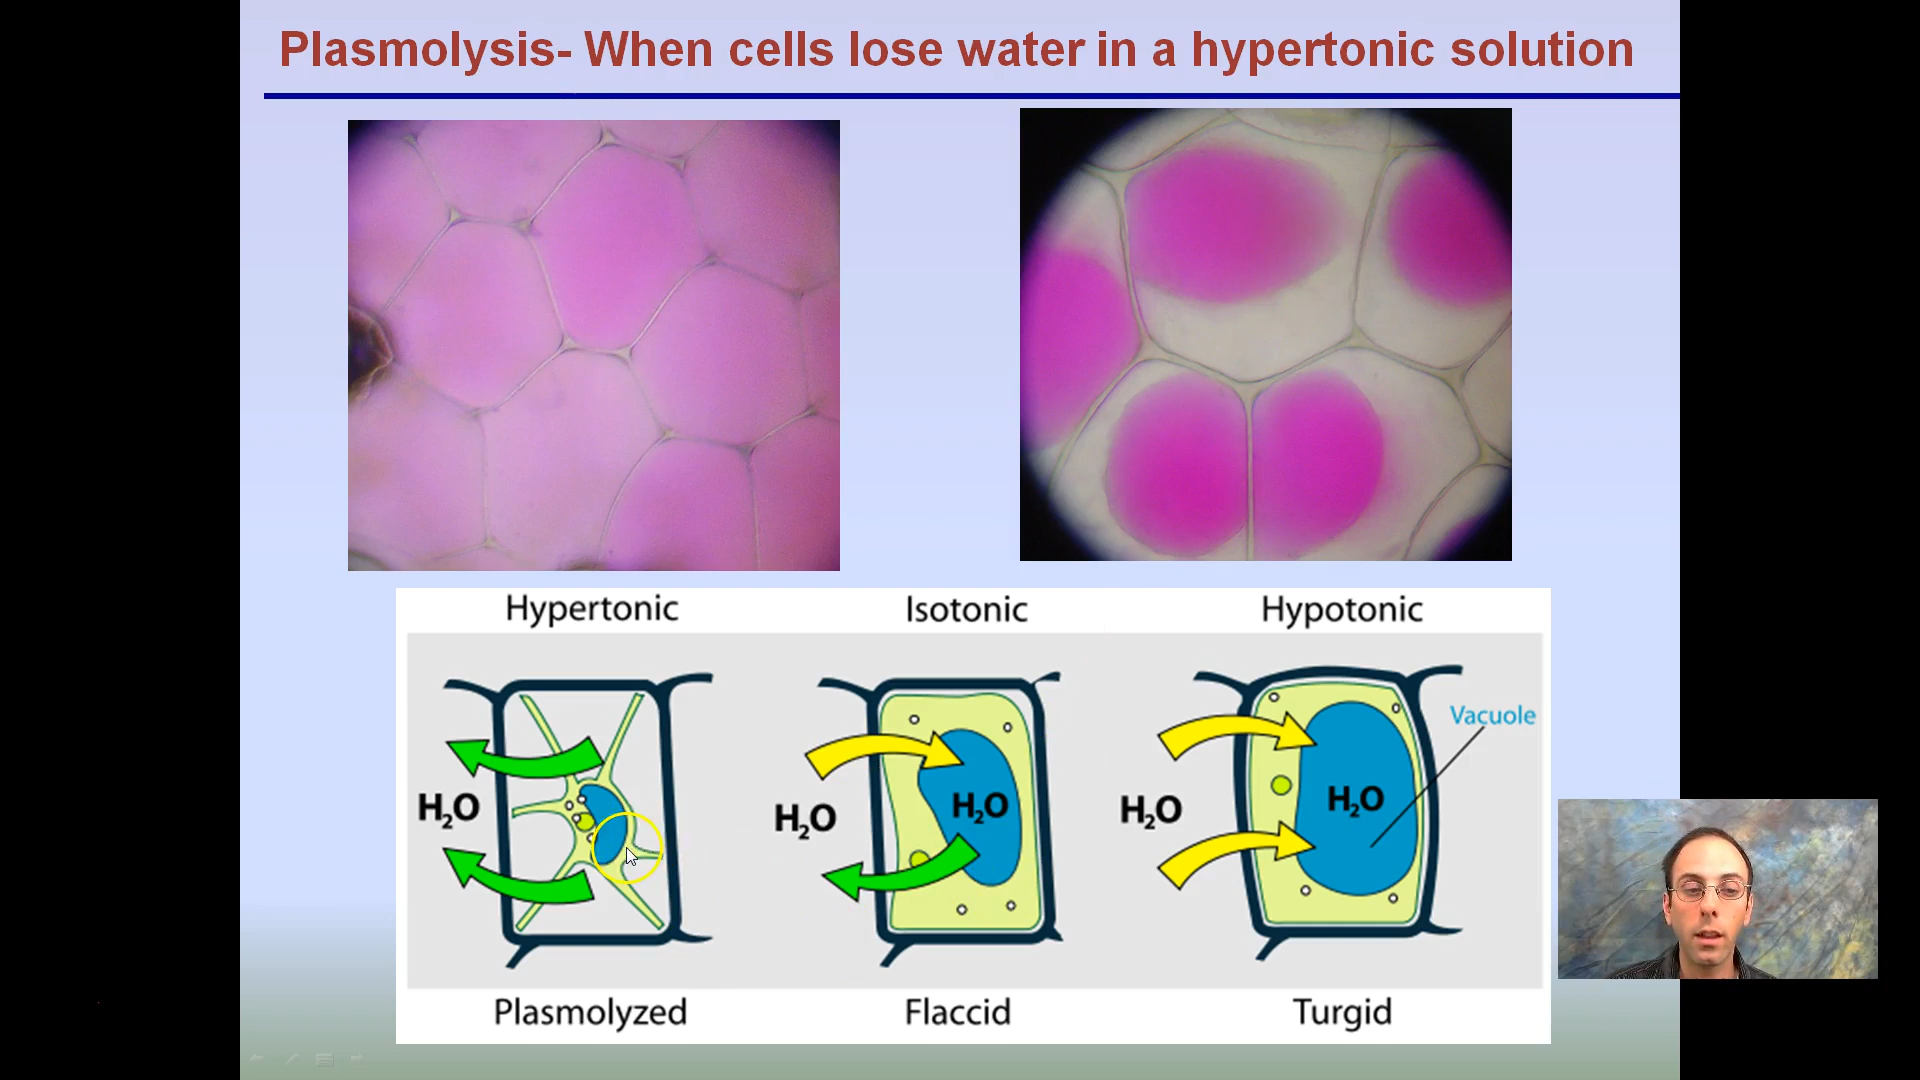 Plasmolysis- When cells lose water in a hypertonic solution
Hypertonic
Isotonic
Hypotonic
Vacuole
H₂O
H₂O
H₂O
H₂O
H₂O
Plasmolyzed
Flaccid
Turgid